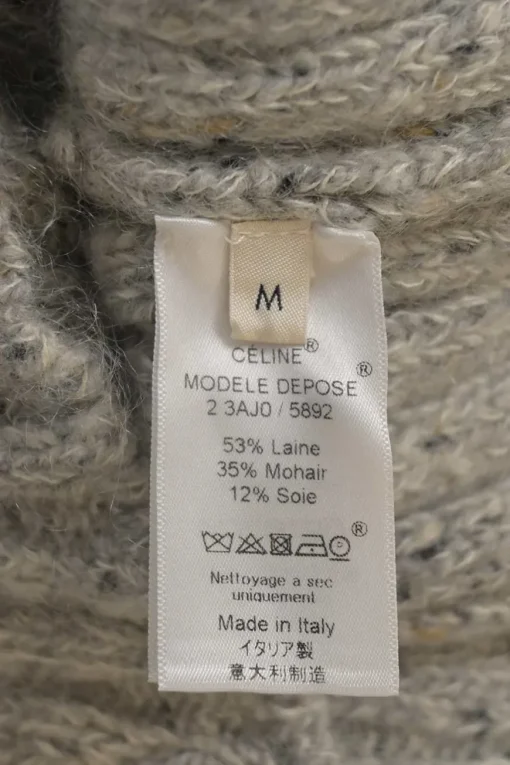 M
CÉLINE®
MODELE DEPOSE®
2 3AJ0 / 5892
53% Laine
35% Mohair
12% Soie
®
Nettoyage a sec
uniquement
Made in Italy
イタリア製
意大利制造